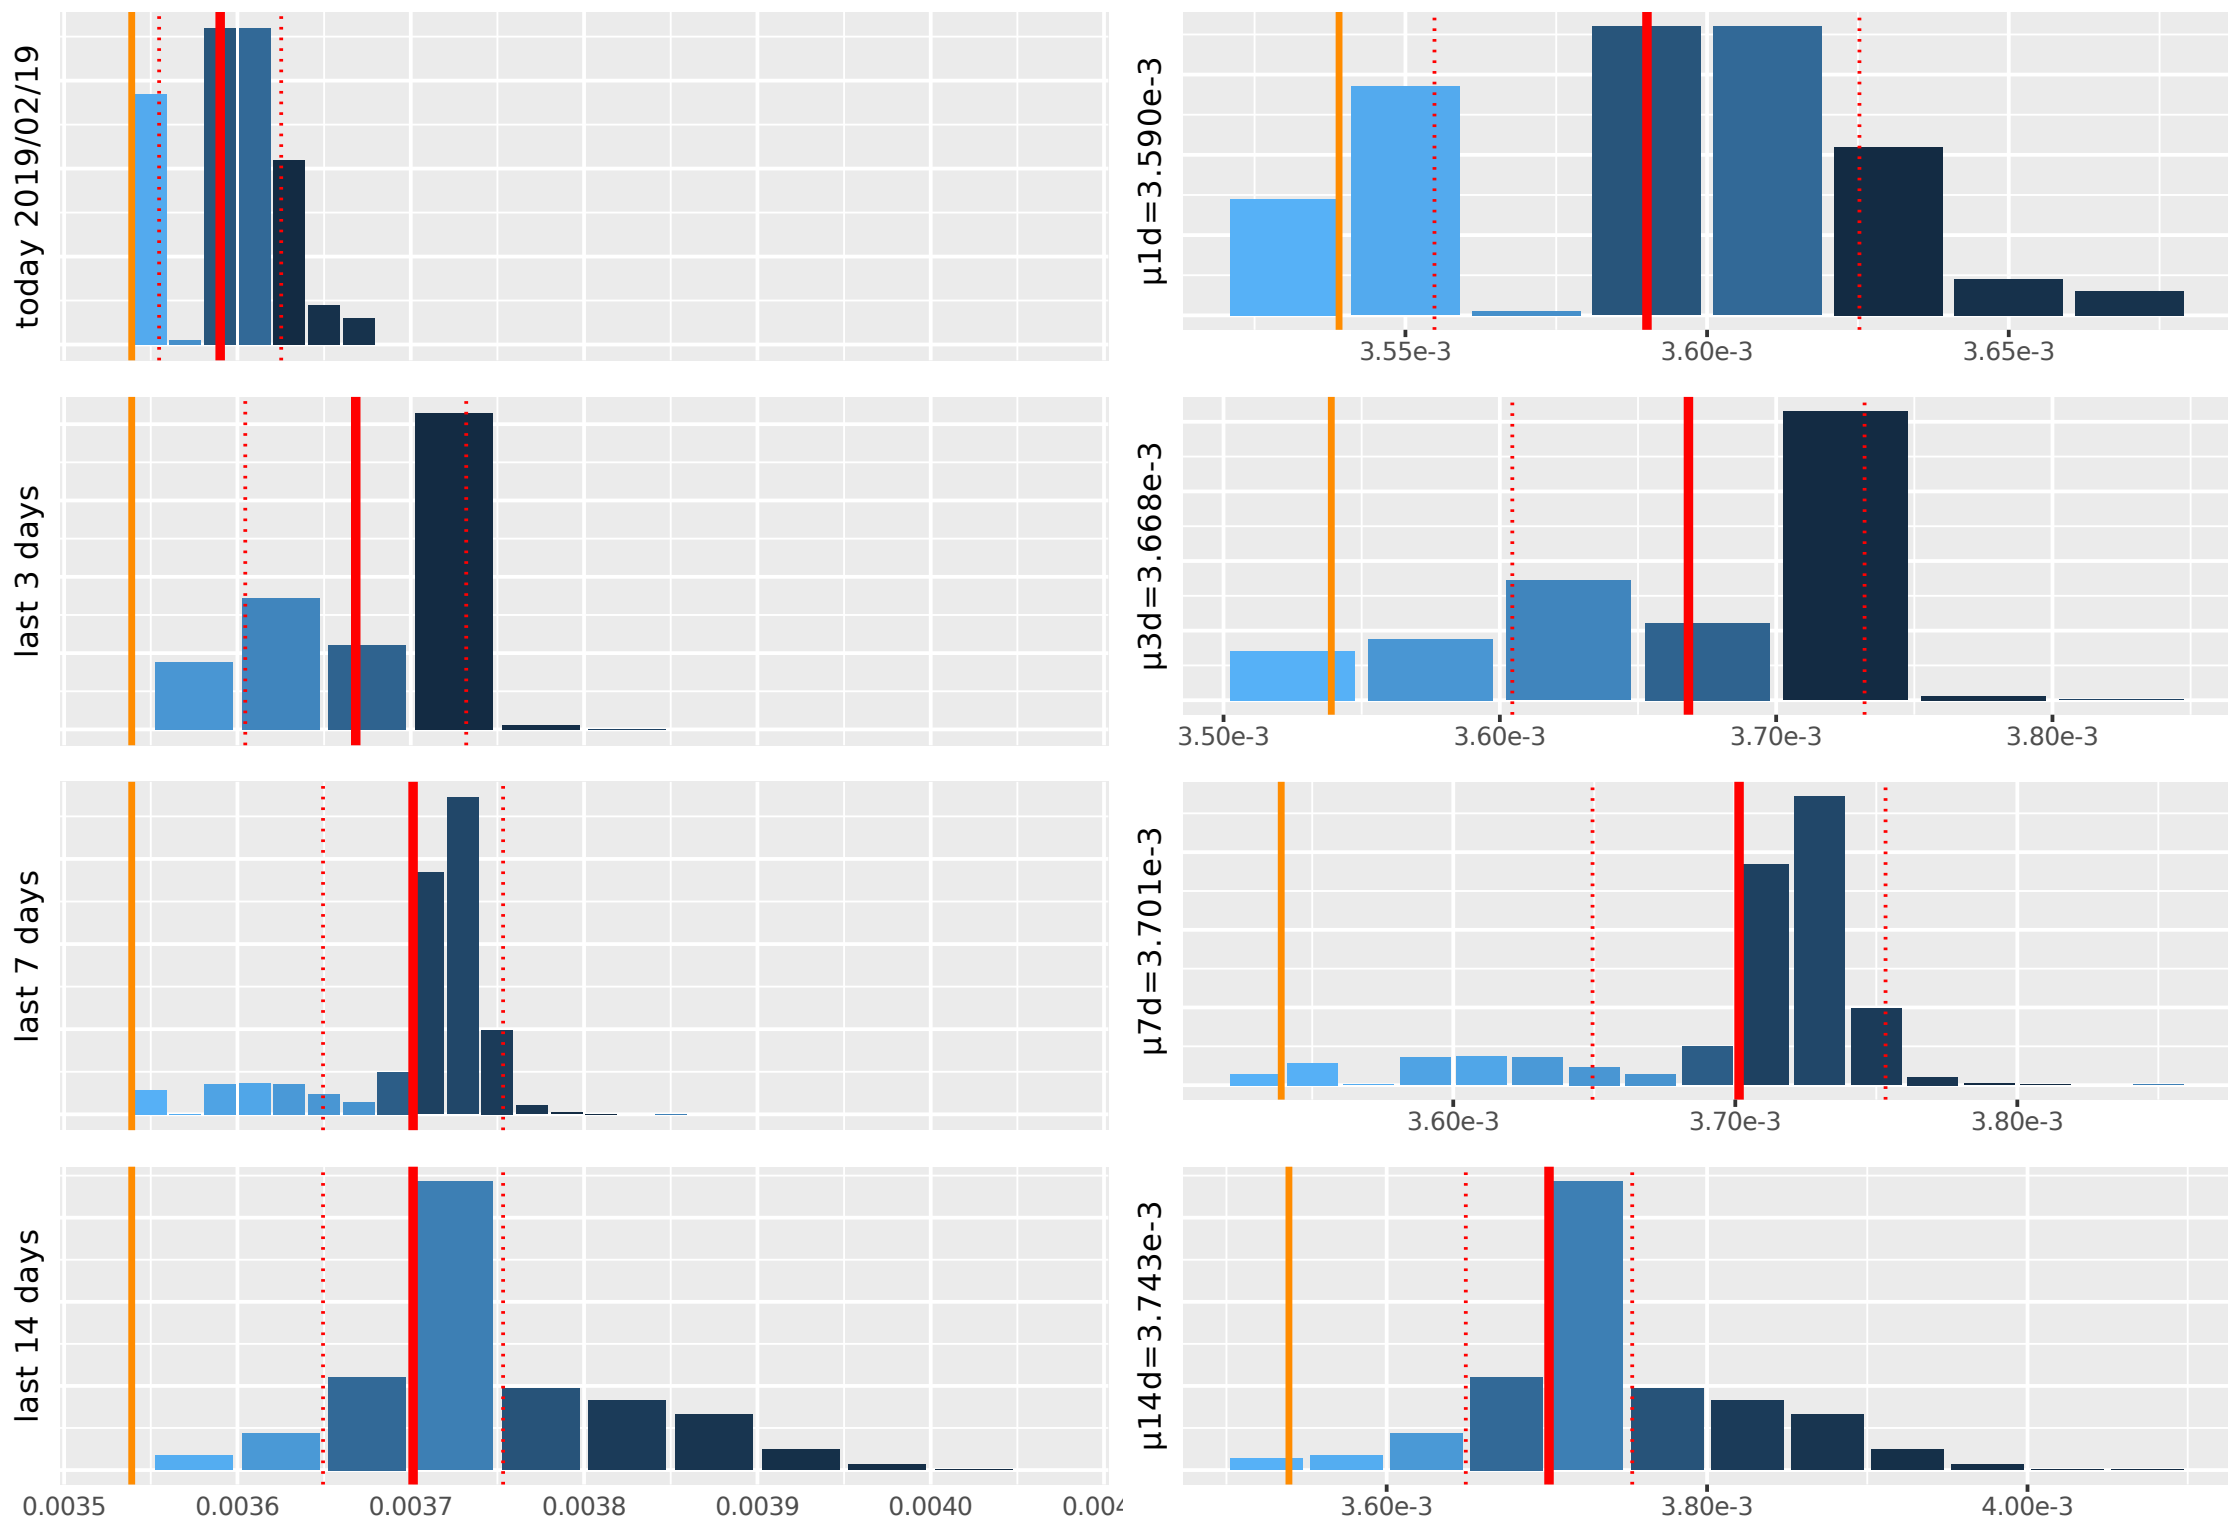 today 2019/02/19
µ1d=3.590e-3
3.55e-3
3.60e-3
3.65e-3
last 3 days
µ3d=3.668e-3
3.50e-3
3.60e-3
3.70e-3
3.80e-3
last 7 days
µ7d=3.701e-3
3.60e-3
3.70e-3
3.80e-3
last 14 days
µ14d=3.743e-3
0.0035
0.0036
0.0037
0.0038
0.0039
0.0040
3.60e-3
3.80e-3
4.00e-3